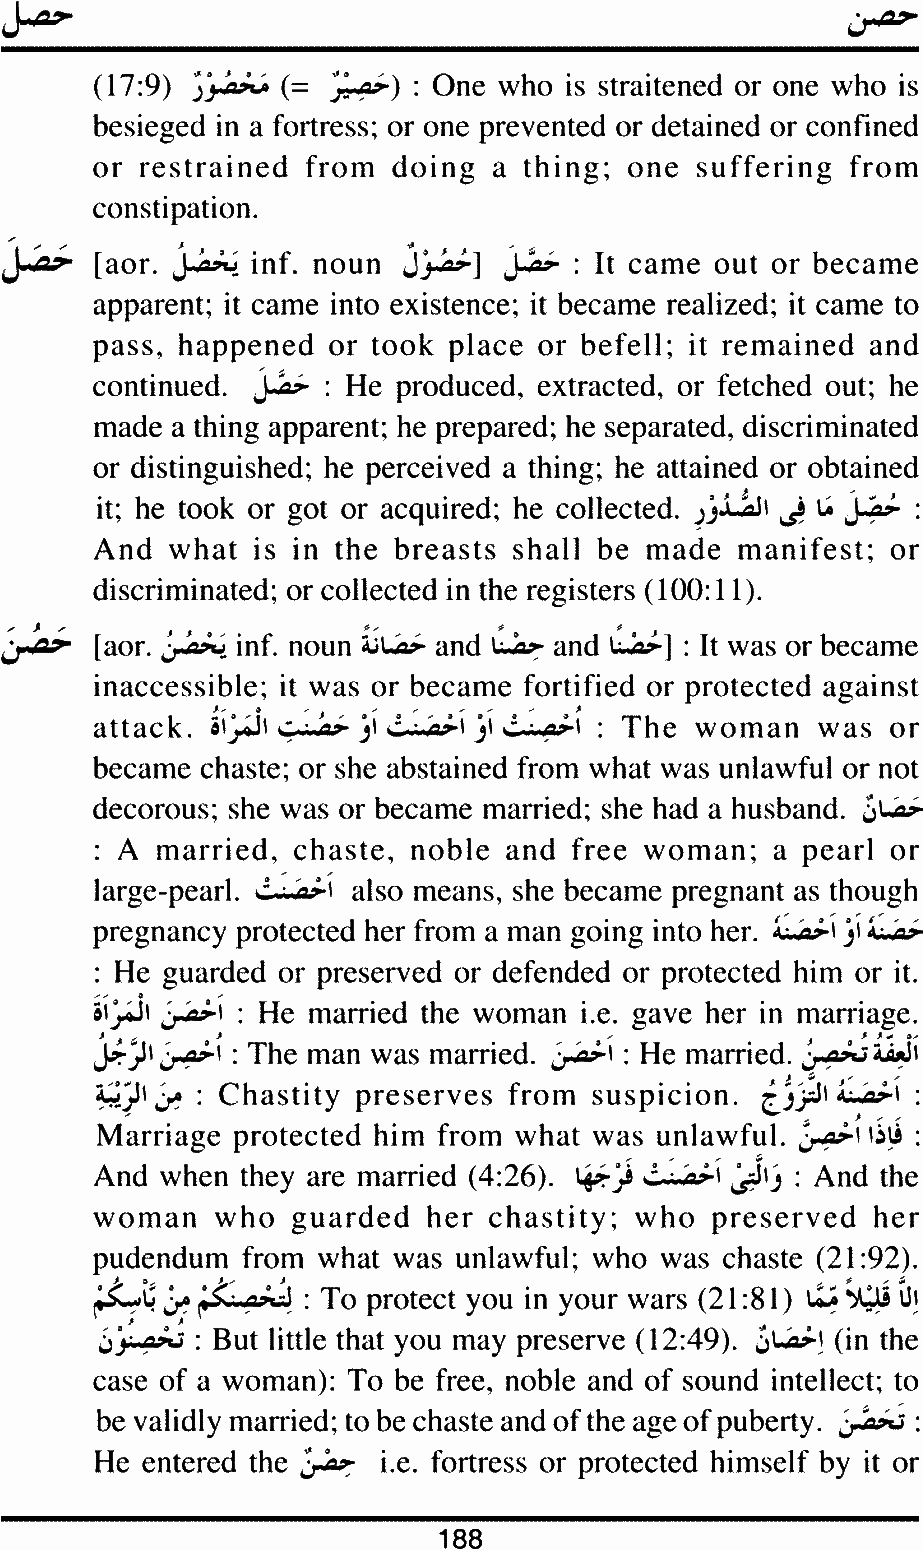 حصل حصن
(17:9) مَحْصُوْرٌ (= حَصِيْرٌ) : One who is straitened or one who is
besieged in a fortress; or one prevented or detained or confined
or restrained from doing a thing; one suffering from
constipation.
حَصَلَ [aor. يَحْصُلُ inf. noun حُصُوْلٌ] حَصَّلَ : It came out or became
apparent; it came into existence; it became realized; it came to
pass, happened or took place or befell; it remained and
continued. حَصَّلَ : He produced, extracted, or fetched out; he
made a thing apparent; he prepared; he separated, discriminated
or distinguished; he perceived a thing; he attained or obtained
it; he took or got or acquired; he collected. حُصِّلَ مَا فِى الصُّدُوْرِ :
And what is in the breasts shall be made manifest; or
discriminated; or collected in the registers (100:11).
حَصُنَ [aor. يَحْصُنُ inf. noun حَصَانَةً and حِصْنًا and حُصْنًا] : It was or became
inaccessible; it was or became fortified or protected against
attack. اُحْصِنَتْ اَوْ اَحْصَنَتْ اَوْ حَصُنَتِ الْمَرْاَةُ : The woman was or
became chaste; or she abstained from what was unlawful or not
decorous; she was or became married; she had a husband. حَصَانٌ
: A married, chaste, noble and free woman; a pearl or
large-pearl. اَحْصَنَتْ also means, she became pregnant as though
pregnancy protected her from a man going into her. حَصَنَهُ اَوْ اَحْصَنَهُ
: He guarded or preserved or defended or protected him or it.
اَحْصَنَ الْمَرْاَةَ : He married the woman i.e. gave her in marriage.
اُحْصِنَ الرَّجُلُ : The man was married. اَحْصَنَ : He married. اَلْعِفَّةُ تُحْصِنُ
مِنَ الرِّيْبَةِ : Chastity preserves from suspicion. اَحْصَنَهُ التَّزَوُّجُ :
Marriage protected him from what was unlawful. فَاِذَا اُحْصِنَّ :
And when they are married (4:26). وَالَّتِىْ اَحْصَنَتْ فَرْجَهَا : And the
woman who guarded her chastity; who preserved her
pudendum from what was unlawful; who was chaste (21:92).
لِتُحْصِنَكُمْ مِنْ بَأْسِكُمْ : To protect you in your wars (21:81) اِلَّا قَلِيْلاً مِّمَّا
تُحْصِنُوْنَ : But little that you may preserve (12:49). اِحْصَانٌ (in the
case of a woman): To be free, noble and of sound intellect; to
be validly married; to be chaste and of the age of puberty. تَحَصَّنَ :
He entered the حِصْنٌ i.e. fortress or protected himself by it or
188